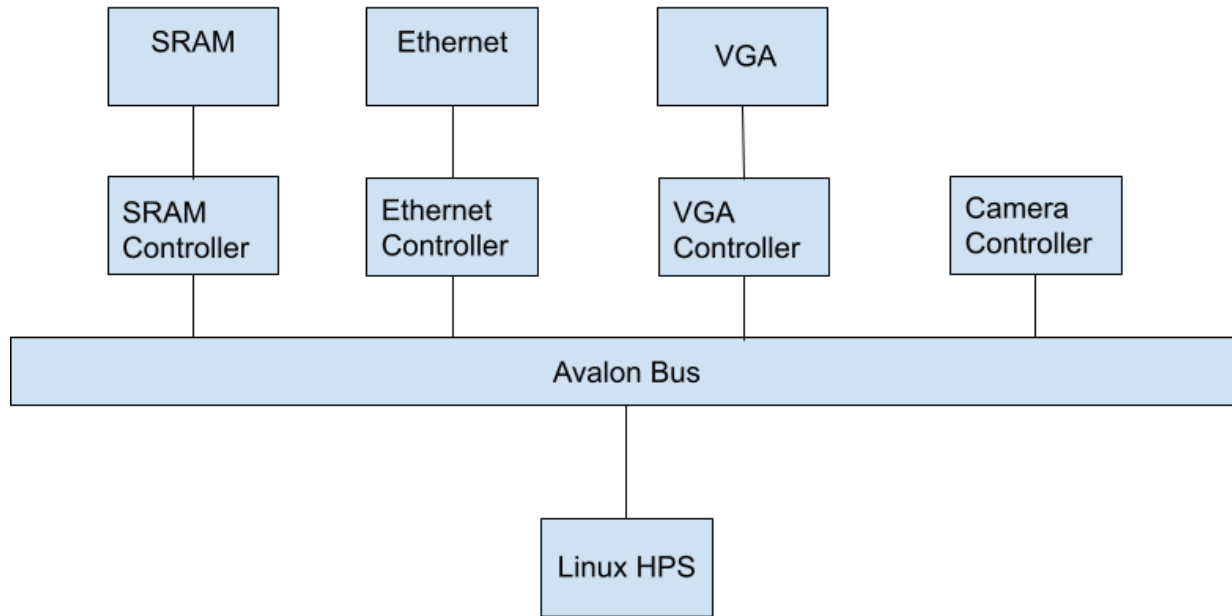 SRAM
Ethernet
VGA
SRAM
Controller
Ethernet
Controller
VGA
Controller
Camera
Controller
Avalon Bus
Linux HPS